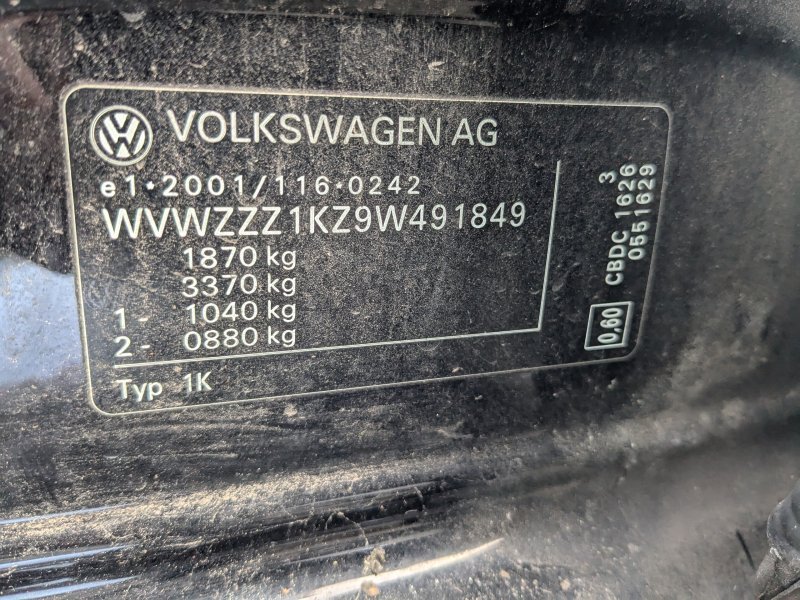 VOLKSWAGEN AG
e1*2001/116*0242
WVWZZZ1KZ9W491849
1870 kg
3370 kg
1 - 1040 kg
2 - 0880 kg
Typ 1K
3
CBDC 1626
0551629
0,60